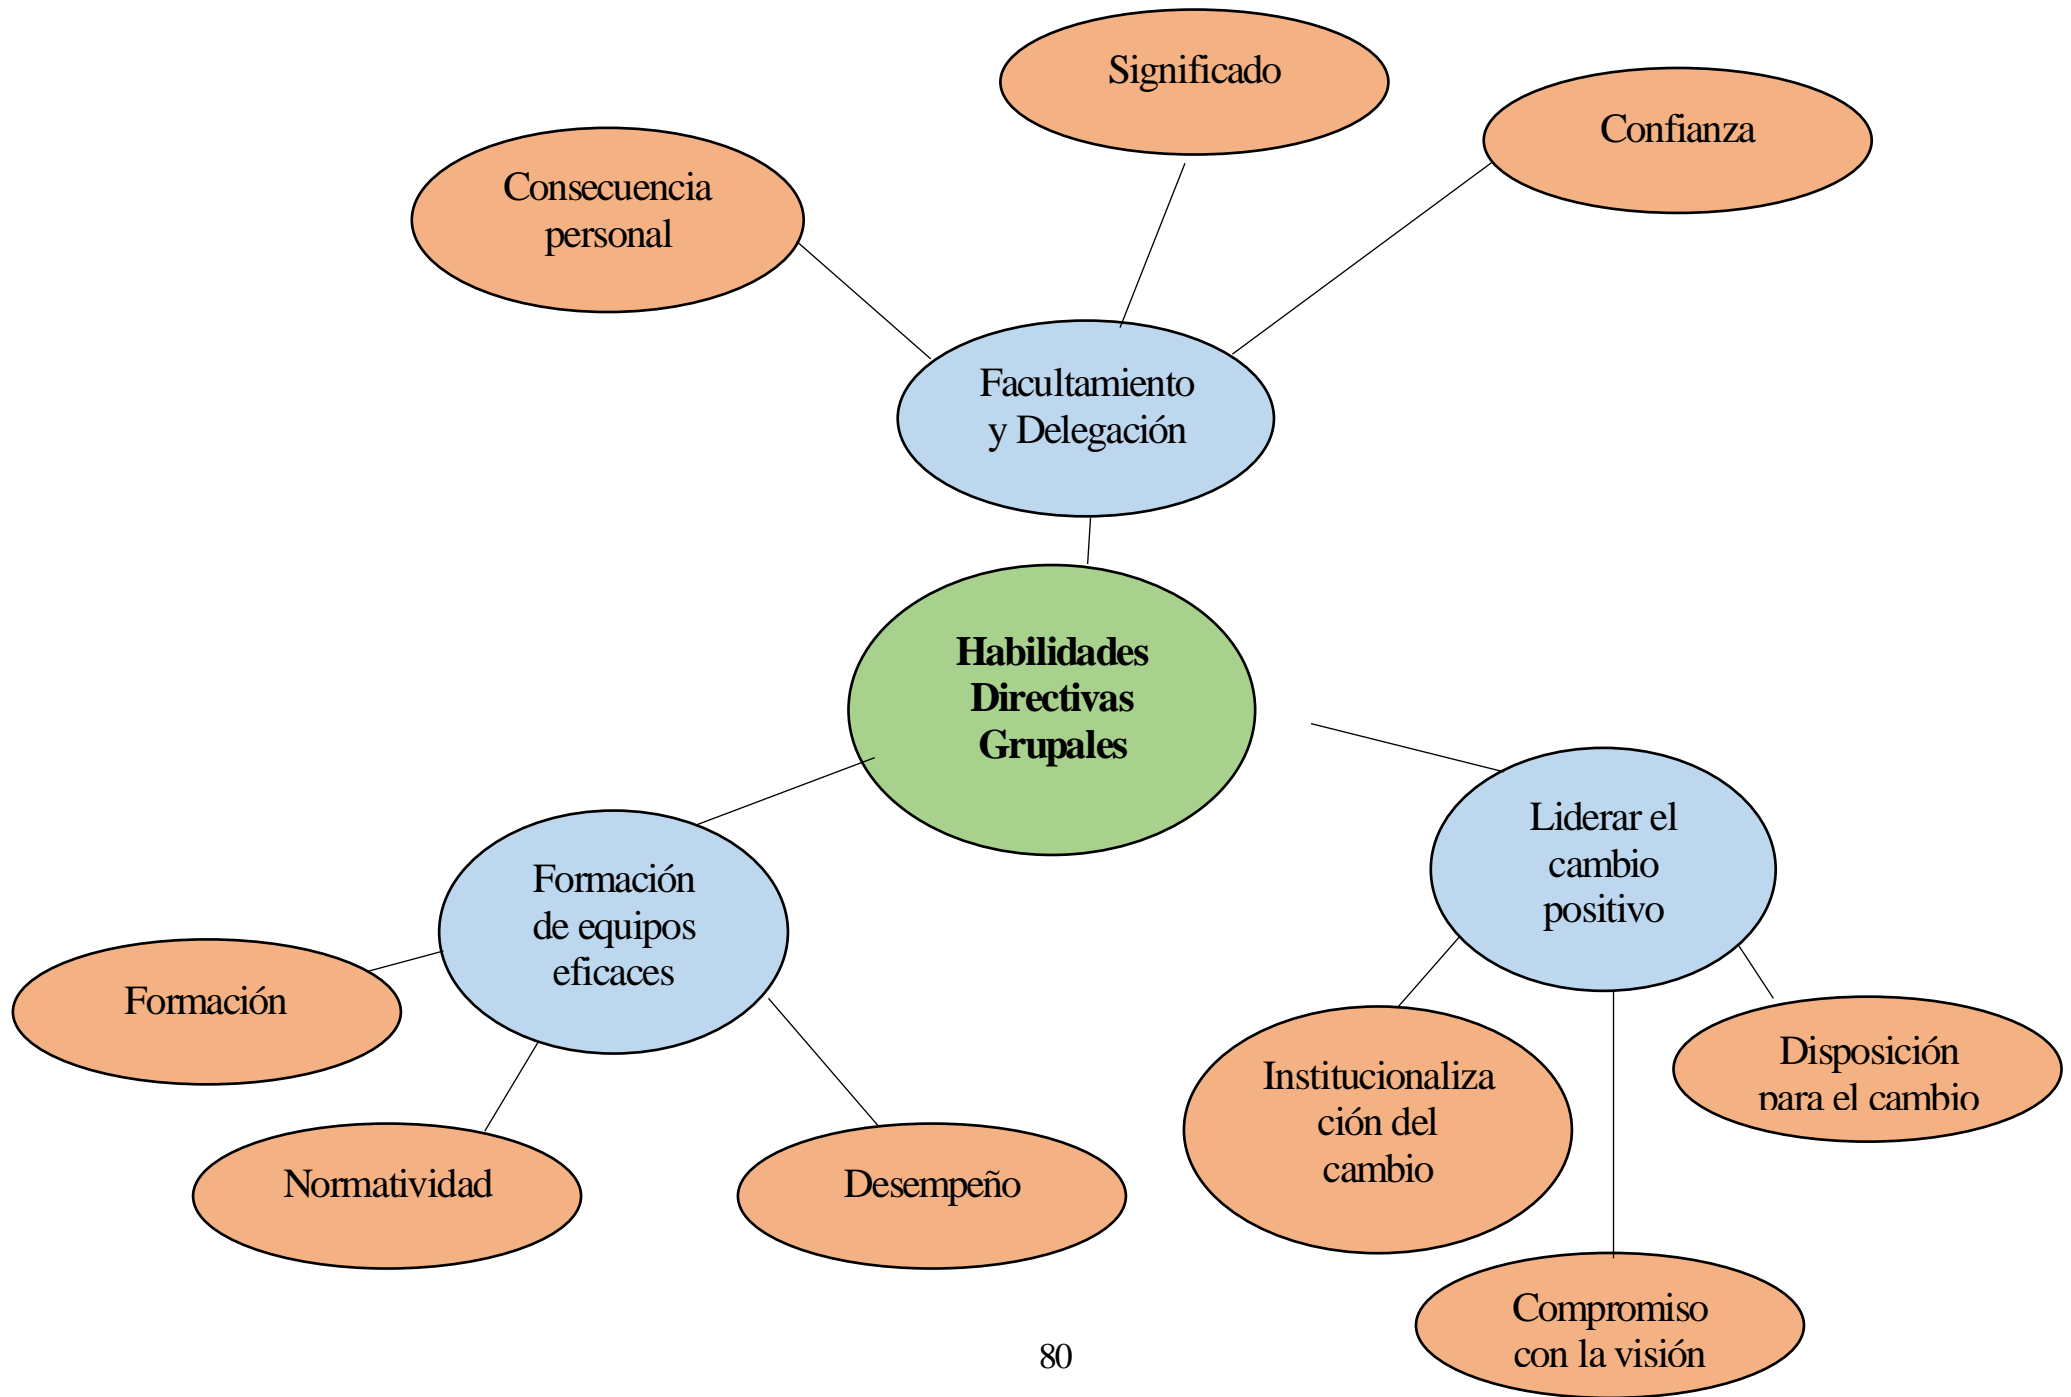 Significado
Confianza
Consecuencia
personal
Facultamiento
y Delegación
Habilidades
Directivas
Grupales
Liderar el
cambio
positivo
Formación
de equipos
eficaces
Formación
Normatividad
Desempeño
Institucionaliza
ción del
cambio
Disposición
para el cambio
Compromiso
con la visión
80